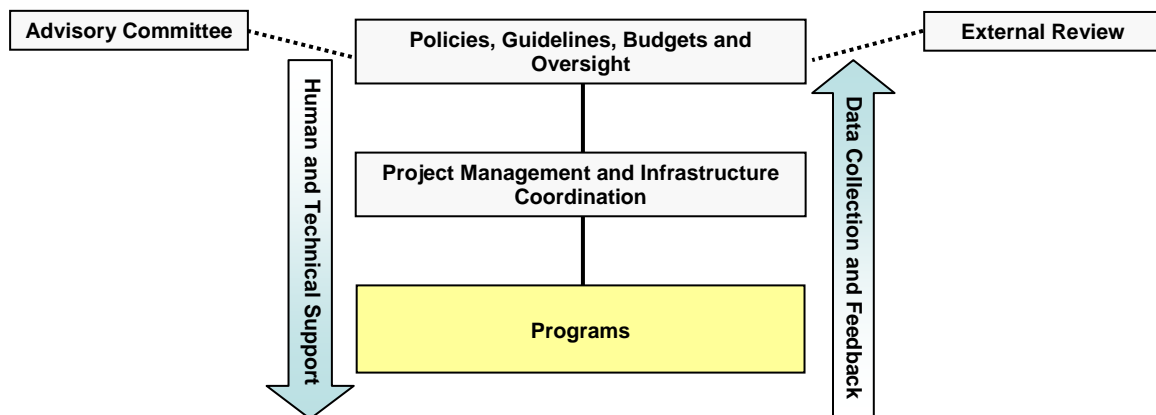 Advisory Committee
Policies, Guidelines, Budgets and
Oversight
External Review
Human and Technical Support
Data Collection and Feedback
Project Management and Infrastructure
Coordination
Programs